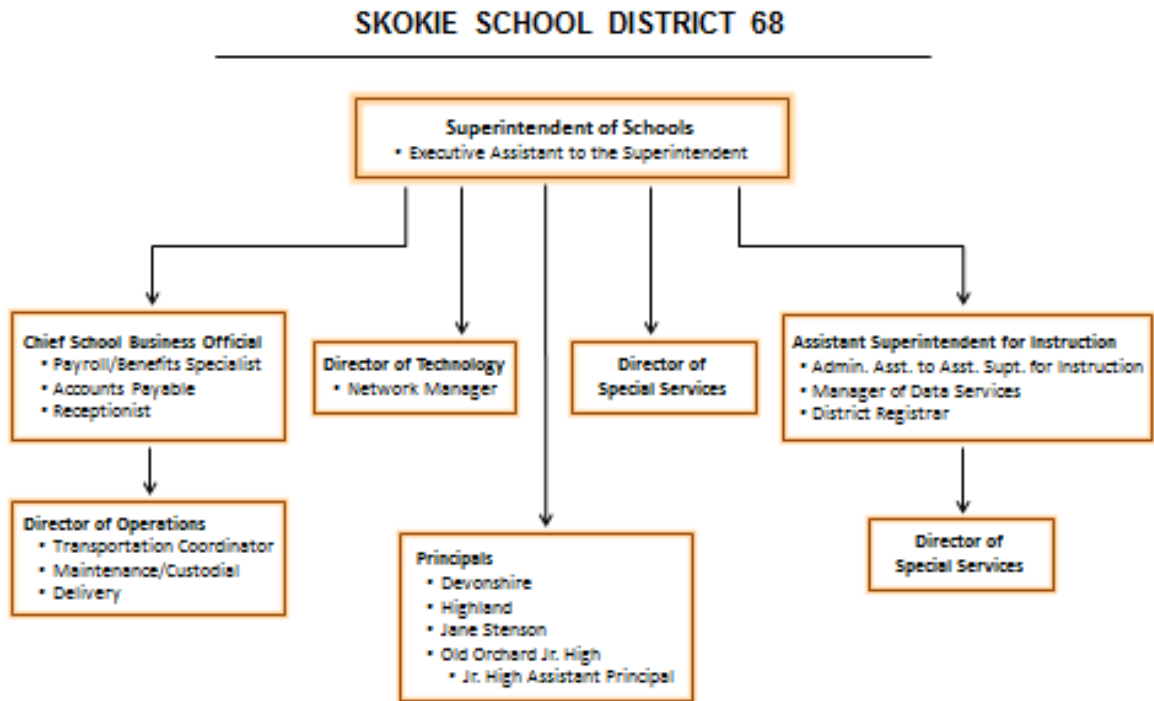 SKOKIE SCHOOL DISTRICT 68
Superintendent of Schools
• Executive Assistant to the Superintendent
Chief School Business Official
• Payroll/Benefits Specialist
• Accounts Payable
• Receptionist
Director of Technology
• Network Manager
Director of
Special Services
Assistant Superintendent for Instruction
• Admin. Asst. to Asst. Supt. for Instruction
• Manager of Data Services
• District Registrar
Director of Operations
• Transportation Coordinator
• Maintenance/Custodial
• Delivery
Principals
• Devonshire
• Highland
• Jane Stenson
• Old Orchard Jr. High
• Jr. High Assistant Principal
Director of
Special Services